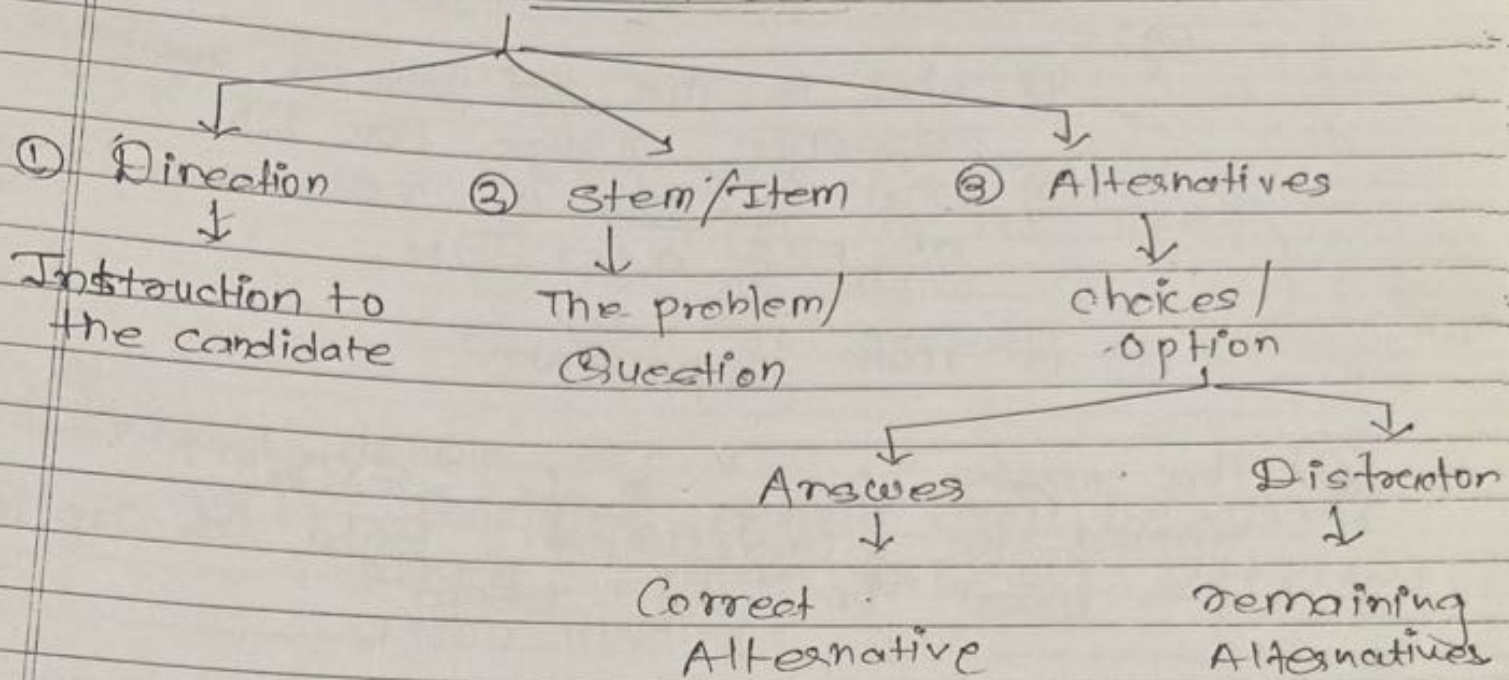 ① Direction
② Stem/Item
③ Alternatives
Instruction to
the candidate
The problem/
Question
choices/
option
Answer
Distractor
Correct
Alternative
remaining
Alternatives